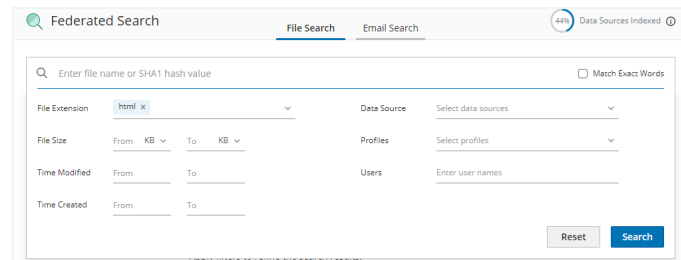 Federated Search
File Search
Email Search
44%
Data Sources Indexed
Enter file name or SHA1 hash value
Match Exact Words
File Extension
html x
Data Source
Select data sources
File Size
From KB
To KB
Profiles
Select profiles
Time Modified
From
To
Users
Enter user names
Time Created
From
To
Reset
Search